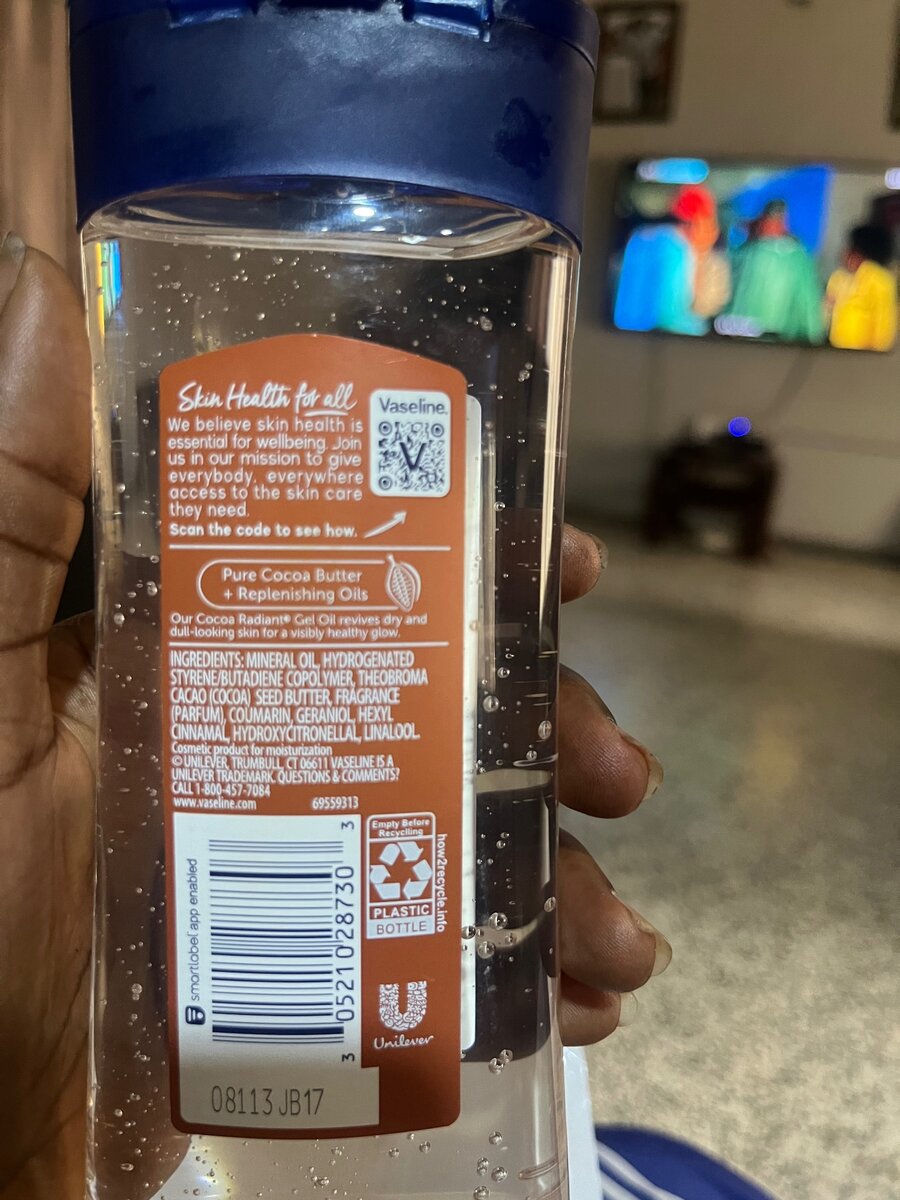 Skin Health for all
We believe skin health is
essential for wellbeing. Join
us in our mission to give
everybody, everywhere
access to the skin care
they need.
Scan the code to see how.
Vaseline.
V
Pure Cocoa Butter
+ Replenishing Oils
Our Cocoa Radiant® Gel Oil revives dry and
dull-looking skin for a visibly healthy glow.
INGREDIENTS: MINERAL OIL, HYDROGENATED
STYRENE/BUTADIENE COPOLYMER, THEOBROMA
CACAO (COCOA) SEED BUTTER, FRAGRANCE
(PARFUM), COUMARIN, GERANIOL, HEXYL
CINNAMAL, HYDROXYCITRONELLAL, LINALOOL.
Cosmetic product for moisturization
© UNILEVER, TRUMBULL, CT 06611 VASELINE IS A
UNILEVER TRADEMARK. QUESTIONS & COMMENTS?
CALL 1-800-457-7084
www.vaseline.com 69559313
smartlabel app enabled
3 05210 28730 3
Empty Before
Recycling
PLASTIC
BOTTLE
how2recycle.info
U
Unilever
08113 JB17